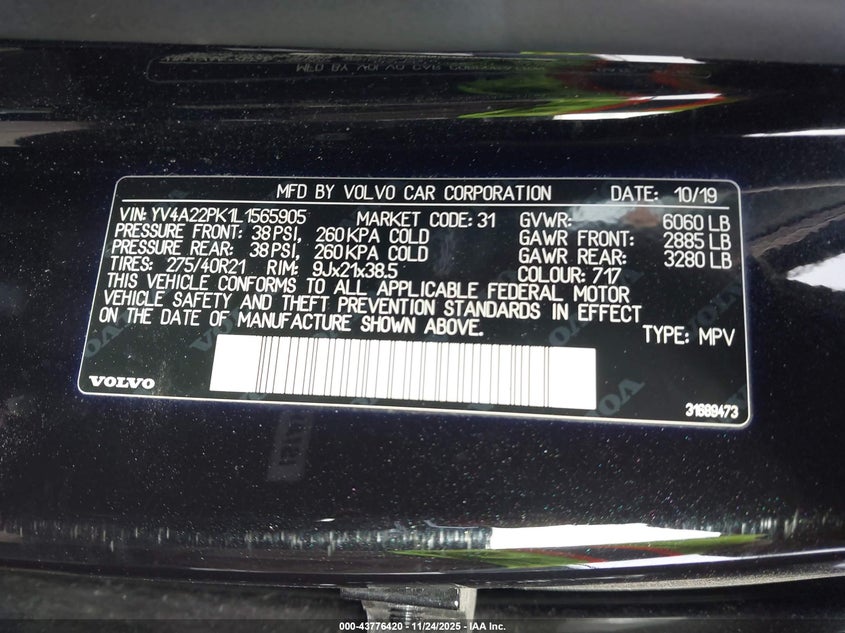 MFD BY VOLVO CAR CORPORATION DATE: 10/19
VIN: YV4A22PK1L1565905 MARKET CODE: 31 GVWR: 6060 LB
PRESSURE FRONT: 38 PSI, 260 KPA COLD GAWR FRONT: 2885 LB
PRESSURE REAR: 38 PSI, 260 KPA COLD GAWR REAR: 3280 LB
TIRES: 275/40R21 RIM: 9Jx21x38.5 COLOUR: 717
THIS VEHICLE CONFORMS TO ALL APPLICABLE FEDERAL MOTOR
VEHICLE SAFETY AND THEFT PREVENTION STANDARDS IN EFFECT
ON THE DATE OF MANUFACTURE SHOWN ABOVE. TYPE: MPV
VOLVO 31689473
000-43776420 - 11/24/2025 - IAA Inc.